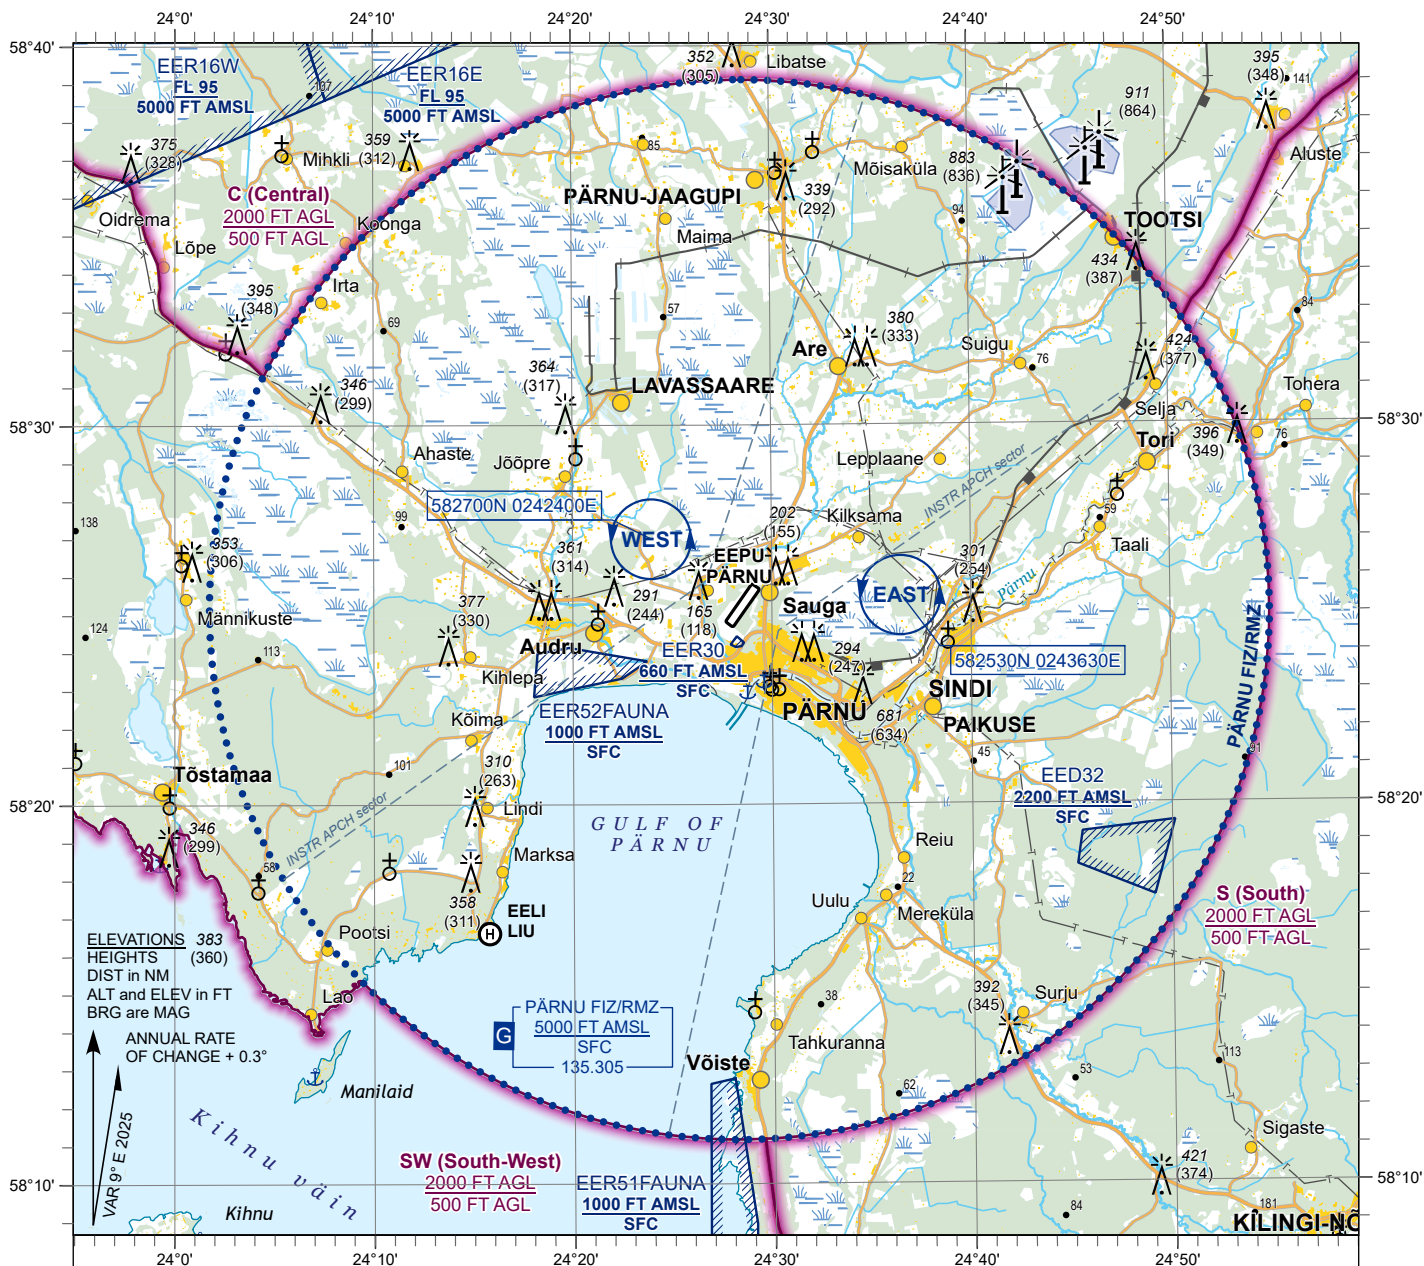 24°0'
24°10'
24°20'
24°30'
24°40'
24°50'
58°40'
58°40'
EER16W
FL 95
5000 FT AMSL
107
EER16E
FL 95
5000 FT AMSL
352
(305)
Libatse
911
(864)
395
(348)
141
Aluste
375
(328)
Mihkli
359
(312)
85
PÄRNU-JAAGUPI
339
(292)
Mõisaküla
883
(836)
94
TOOTSI
434
(387)
Oidrema
C (Central)
2000 FT AGL
500 FT AGL
Koonga
Maima
Lõpe
395
(348)
Irta
69
57
84
380
(333)
Are
Suigu
76
424
(377)
Tohera
346
(299)
364
(317)
LAVASSAARE
Selja
58°30'
58°30'
Ahaste
Jõõpre
Lepplaane
Tori
396
(349)
76
INSTR APCH sector
582700N 0242400E
99
138
WEST
202
(155)
Kilksama
59
Taali
353
(306)
361
(314)
EEPU
PÄRNU
301
(254)
Pärnu
EAST
291
(244)
165
(118)
Sauga
Männikuste
377
(330)
124
113
Audru
Kihlepa
EER30
660 FT AMSL
SFC
294
(247)
582530N 0243630E
SINDI
PÄRNU
681
(634)
PAIKUSE
PÄRNU FIZ/RMZ
91
Kõima
EER52FAUNA
1000 FT AMSL
SFC
45
101
310
(263)
EED32
2200 FT AMSL
SFC
Tõstamaa
58°20'
58°20'
Lindi
GULF OF
PÄRNU
346
(299)
INSTR APCH sector
Reiu
58
Marksa
22
358
(311)
EELI
LIU
Uulu
Mereküla
S (South)
2000 FT AGL
500 FT AGL
ELEVATIONS 383
HEIGHTS (360)
DIST in NM
ALT and ELEV in FT
BRG are MAG
Pootsi
Lao
392
(345)
Surju
38
G
PÄRNU FIZ/RMZ
5000 FT AMSL
SFC
135.305
Tahkuranna
ANNUAL RATE
OF CHANGE + 0.3°
VAR 9° E 2025
Manilaid
Võiste
62
53
113
Kihnu väin
Sigaste
SW (South-West)
2000 FT AGL
500 FT AGL
421
(374)
58°10'
58°10'
EER51FAUNA
1000 FT AMSL
SFC
Kihnu
84
181
KILINGI-NÕ
24°0'
24°10'
24°20'
24°30'
24°40'
24°50'